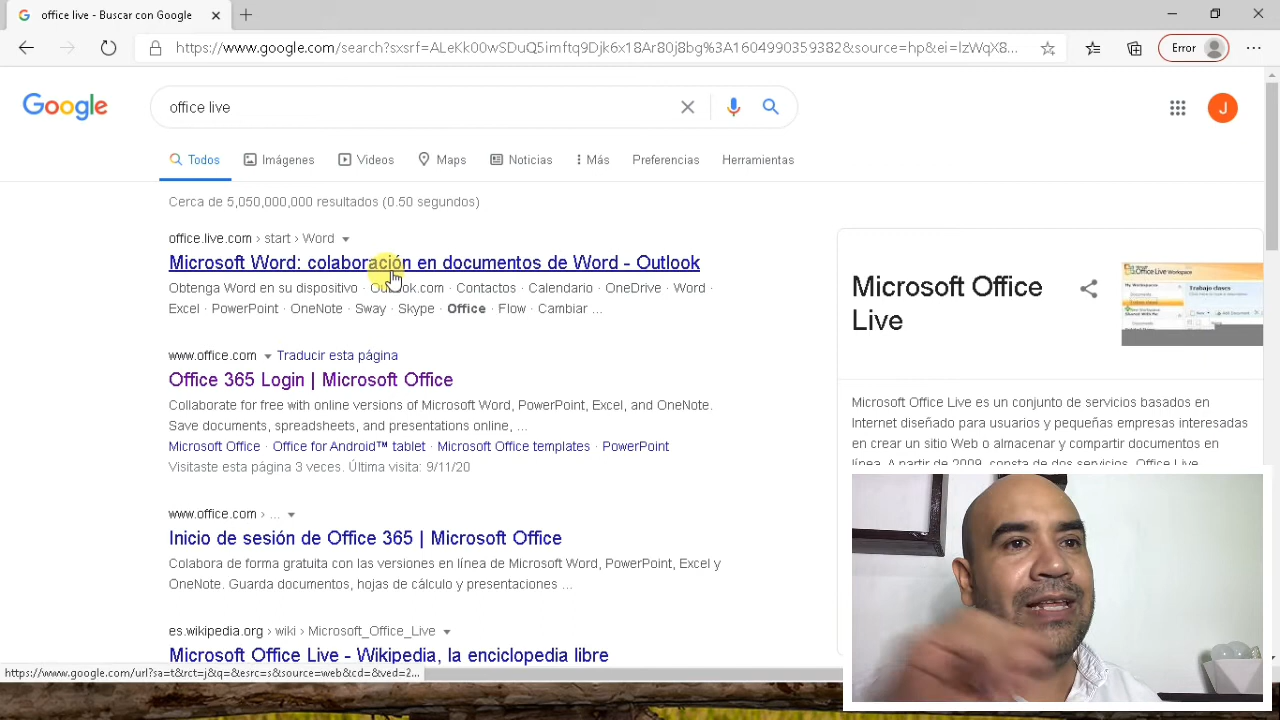 office live - Buscar con Google
https://www.google.com/search?sxsrf=ALeKk00wSDuQ5imftq9Djk6x18Ar80j8bg%3A1604990359382&source=hp&ei=lzWqX8...
Error
Google
office live
J
Todos
Imágenes
Videos
Maps
Noticias
Más
Preferencias
Herramientas
Cerca de 5,050,000,000 resultados (0.50 segundos)
office.live.com › start › Word
Microsoft Word: colaboración en documentos de Word - Outlook
Obtenga Word en su dispositivo · Outlook.com · Contactos · Calendario · OneDrive · Word ·
Excel · PowerPoint · OneNote · Sway · Skype · Office · Flow · Cambiar ...
www.office.com Traducir esta página
Office 365 Login | Microsoft Office
Collaborate for free with online versions of Microsoft Word, PowerPoint, Excel, and OneNote.
Save documents, spreadsheets, and presentations online, ...
Microsoft Office · Office for Android™ tablet · Microsoft Office templates · PowerPoint
Visitaste esta página 3 veces. Última visita: 9/11/20
www.office.com › ...
Inicio de sesión de Office 365 | Microsoft Office
Colabora de forma gratuita con las versiones en línea de Microsoft Word, PowerPoint, Excel y
OneNote. Guarda documentos, hojas de cálculo y presentaciones ...
es.wikipedia.org › wiki › Microsoft_Office_Live
Microsoft Office Live - Wikipedia, la enciclopedia libre
https://www.google.com/url?sa=t&rct=j&q=&esrc=s&source=web&cd=&ved=2...
Microsoft Office
Live
Office Live Workspace
Trabajo claves
Microsoft Office Live es un conjunto de servicios basados en
Internet diseñado para usuarios y pequeñas empresas interesadas
en crear un sitio Web o almacenar y compartir documentos en
línea. A partir de 2009, consta de dos servicios, Office Live